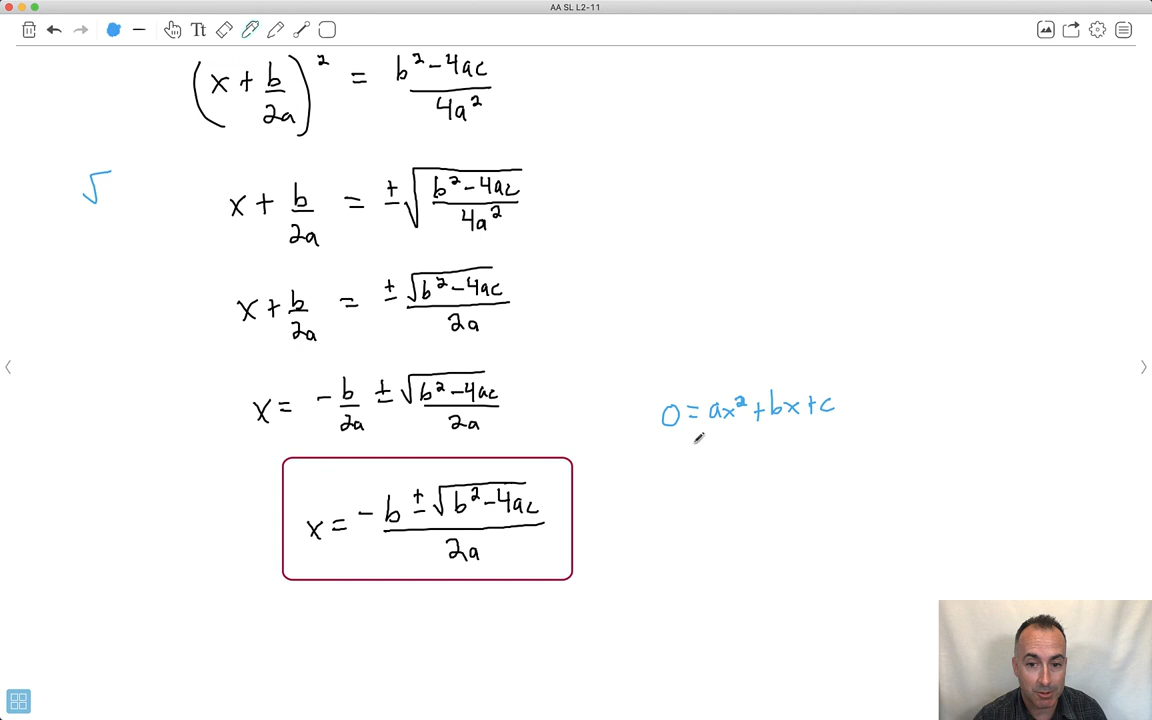 AA SL L2-11
Tt
(x + b/2a)² = b²-4ac/4a²
√
x + b/2a = ±√(b²-4ac/4a²)
x + b/2a = ±√(b²-4ac)/2a
x = -b/2a ± √(b²-4ac)/2a
0 = ax² + bx + c
x = -b ± √(b²-4ac)/2a